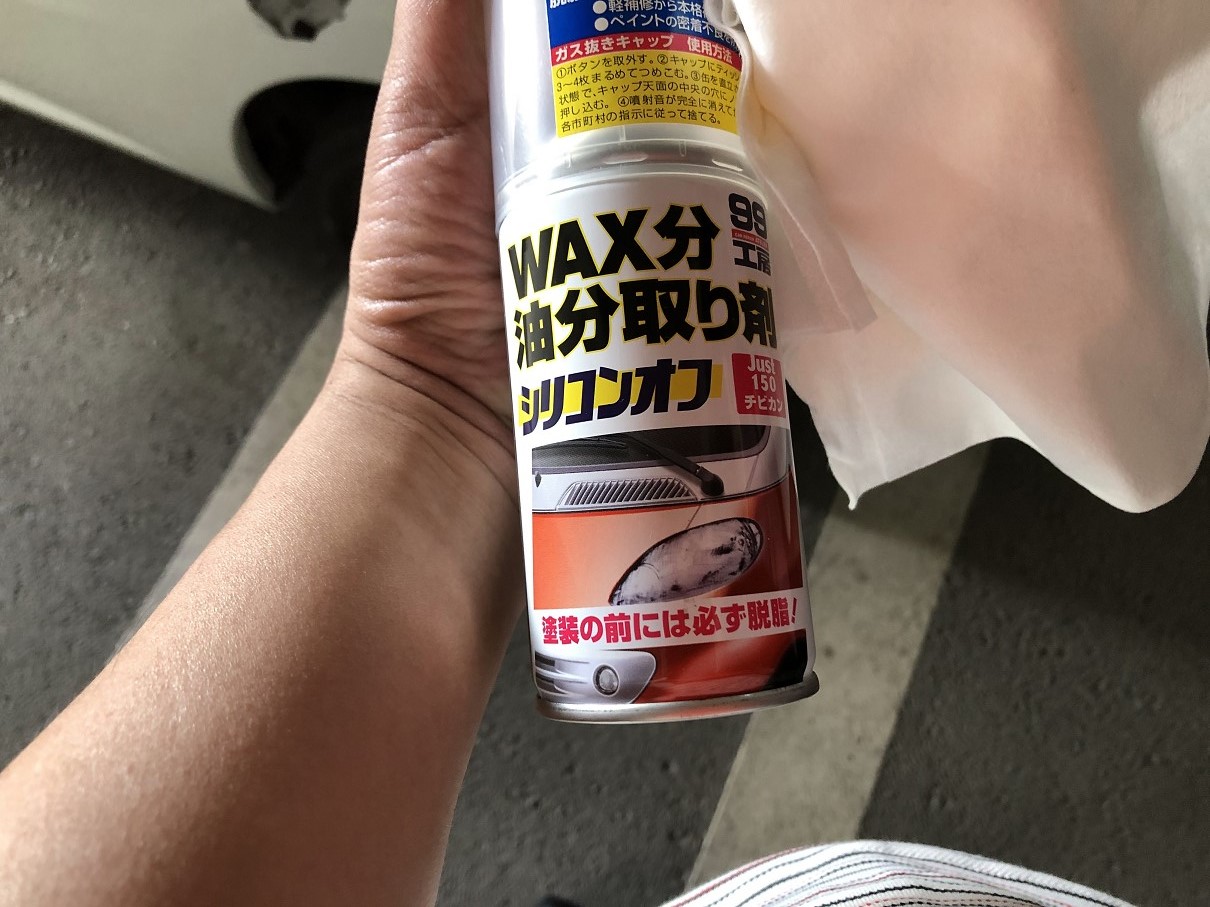 ●軽補修から本格
●ペイントの密着不良を
ガス抜きキャップ 使用方法
①ボタンを取外す。②キャップにティッシ
3〜4枚まるめてつめこむ。③缶を直立
状態で、キャップ天面の中央の穴にノ
押し込む。 ④噴射音が完全に消えて
各市町村の指示に従って捨てる。
99
工房
WAX分
油分取り剤
シリコンオフ
Just
150
チビカン
塗装の前には必ず脱脂!